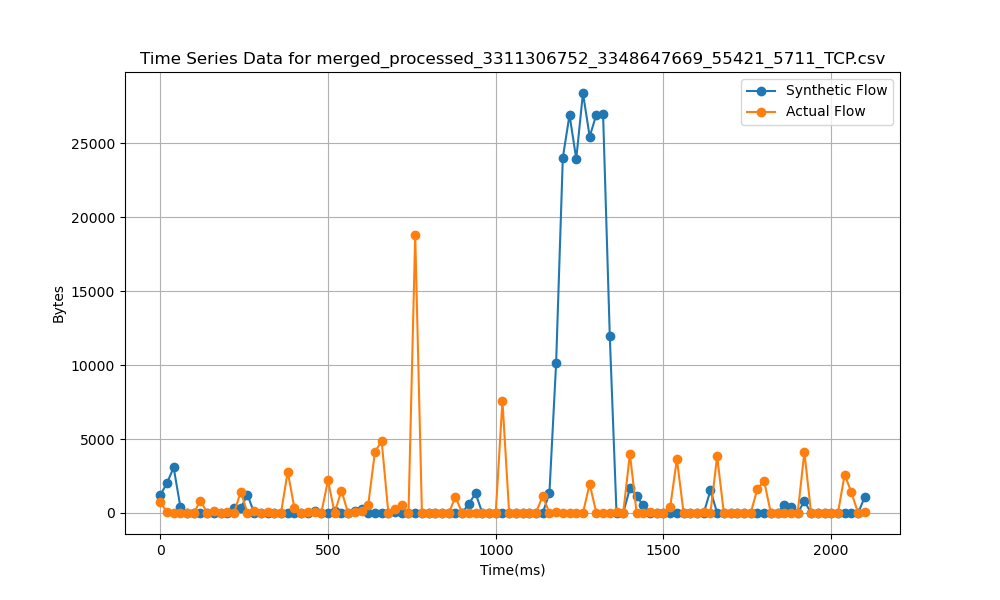 Time Series Data for merged_processed_3311306752_3348647669_55421_5711_TCP.csv
Synthetic Flow
Actual Flow
25000
20000
15000
10000
5000
0
Bytes
0 500 1000 1500 2000
Time(ms)